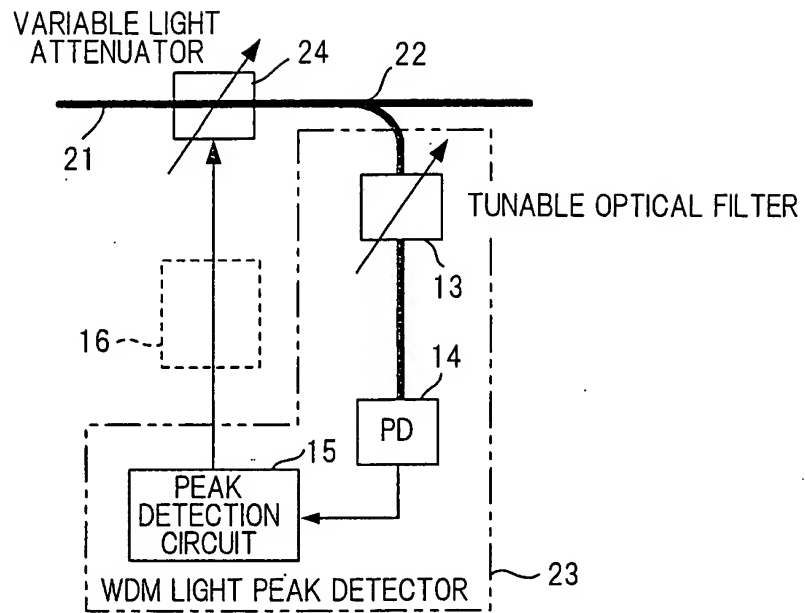 VARIABLE LIGHT
ATTENUATOR
24
22
21
TUNABLE OPTICAL FILTER
13
16
14
PD
15
PEAK
DETECTION
CIRCUIT
23
WDM LIGHT PEAK DETECTOR